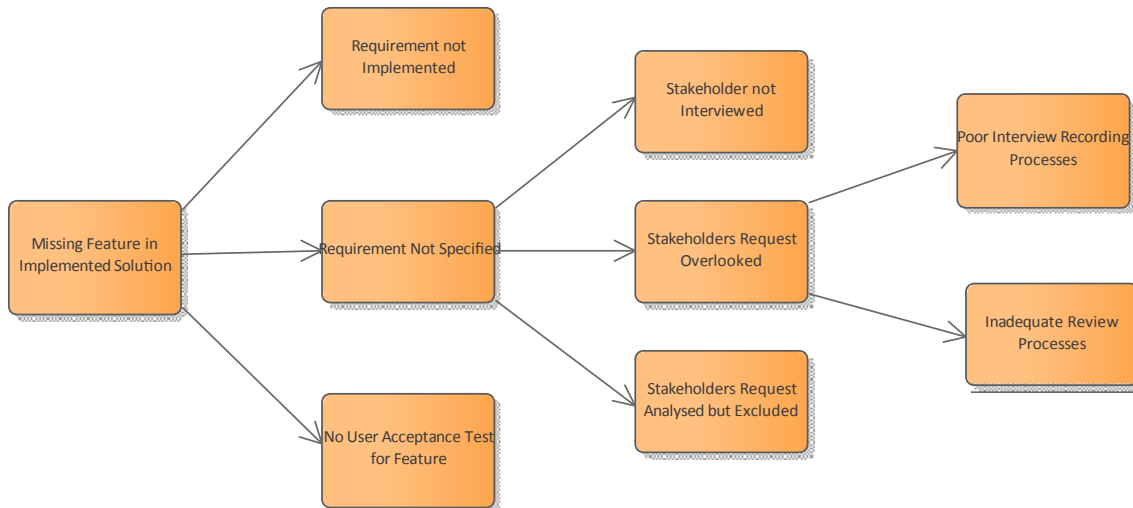 Requirement not
Implemented
Stakeholder not
Interviewed
Poor Interview Recording
Processes
Missing Feature in
Implemented Solution
Requirement Not Specified
Stakeholders Request
Overlooked
Inadequate Review
Processes
Stakeholders Request
Analysed but Excluded
No User Acceptance Test
for Feature